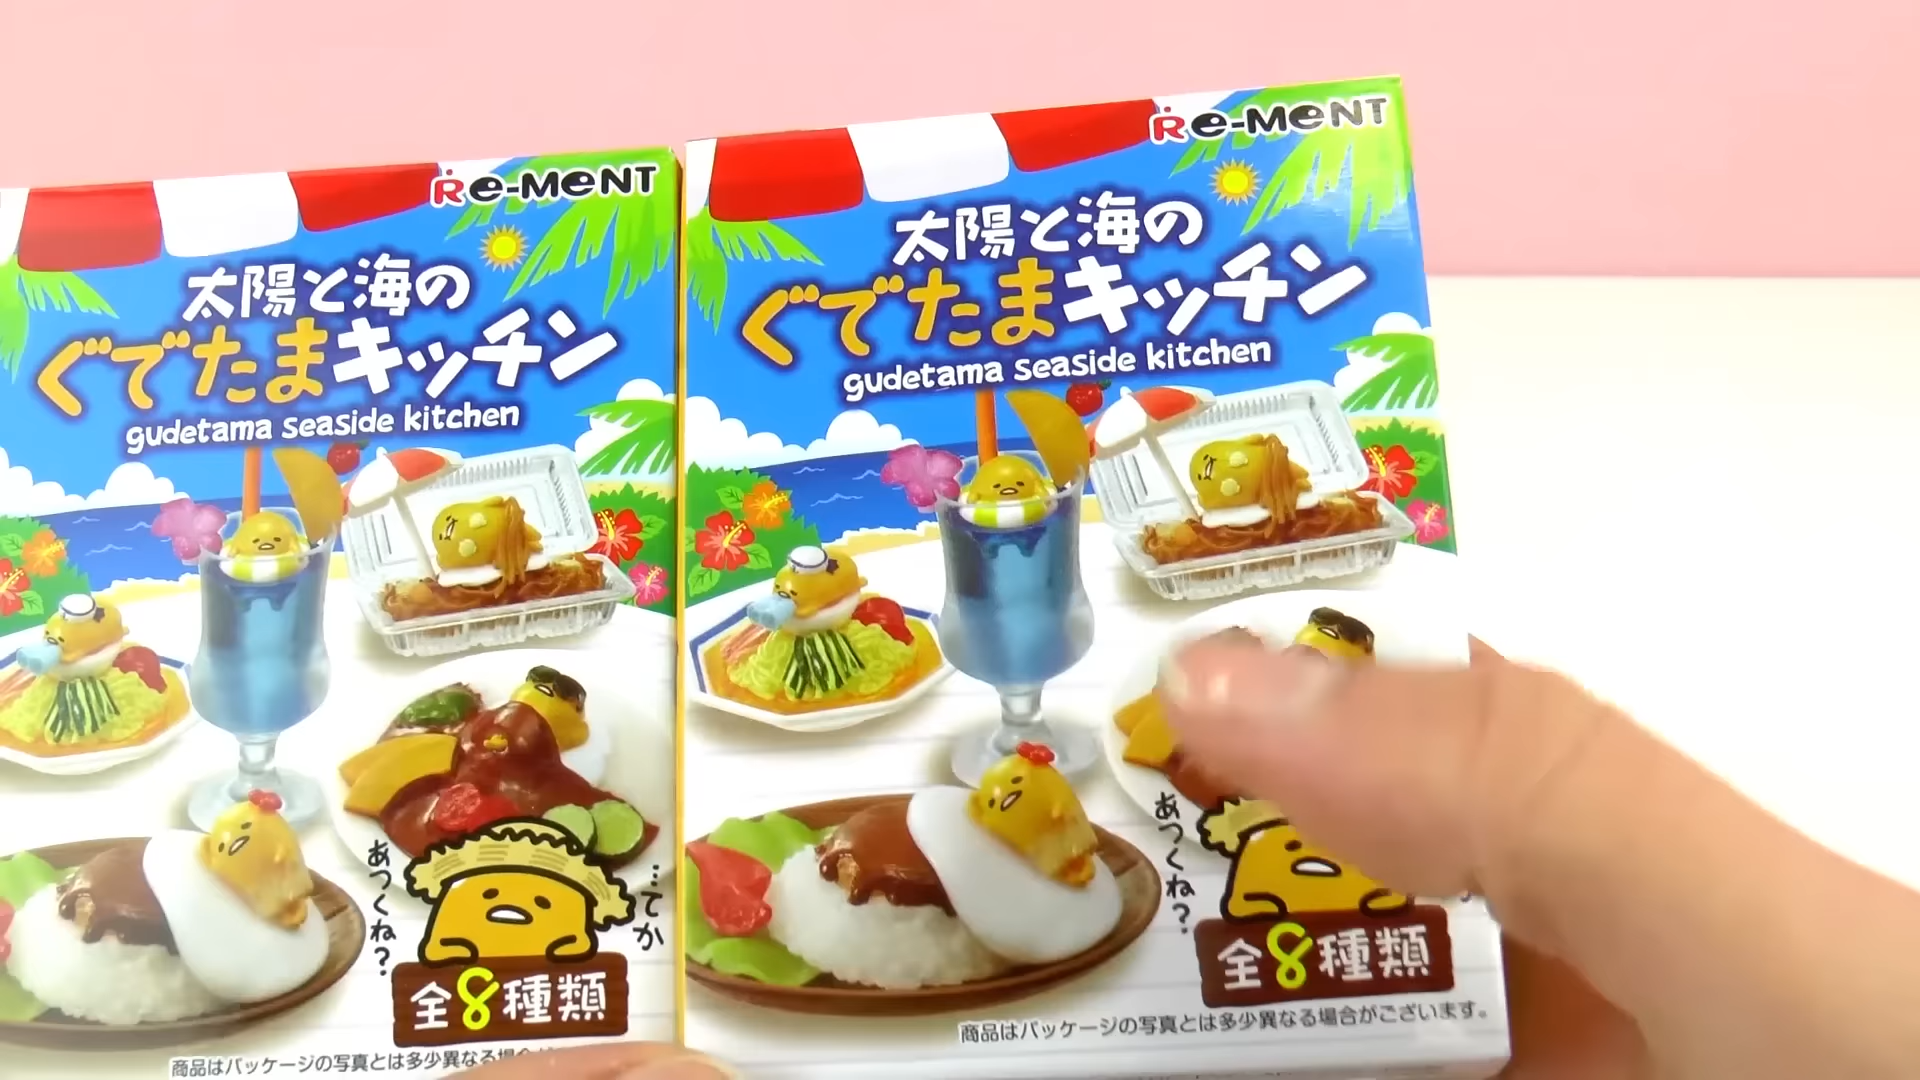 Re-MeNT
太陽と海の
ぐでたまキッチン
gudetama seaside kitchen
あつくね?
…てか
全8種類
商品はパッケージの写真とは多少異なる場合が
Re-MeNT
太陽と海の
ぐでたまキッチン
gudetama seaside kitchen
あつくね?
全8種類
商品はパッケージの写真とは多少異なる場合がございます。